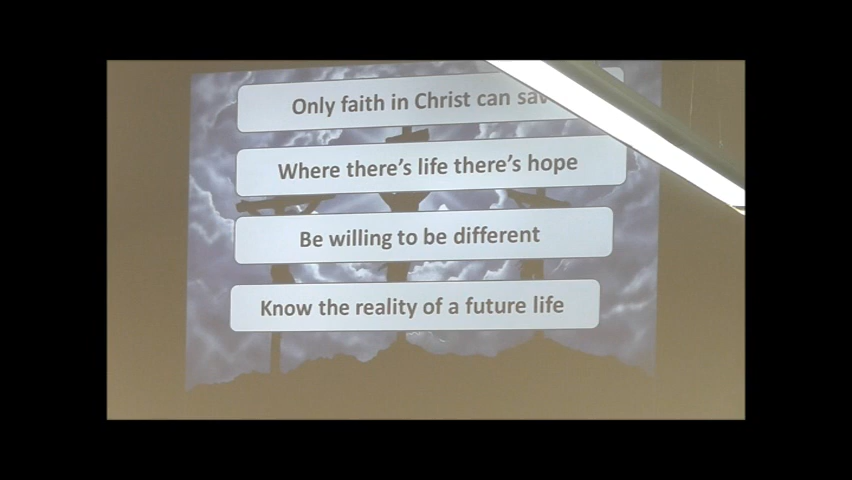 Only faith in Christ can
Where there's life there's hope
Be willing to be different
Know the reality of a future life